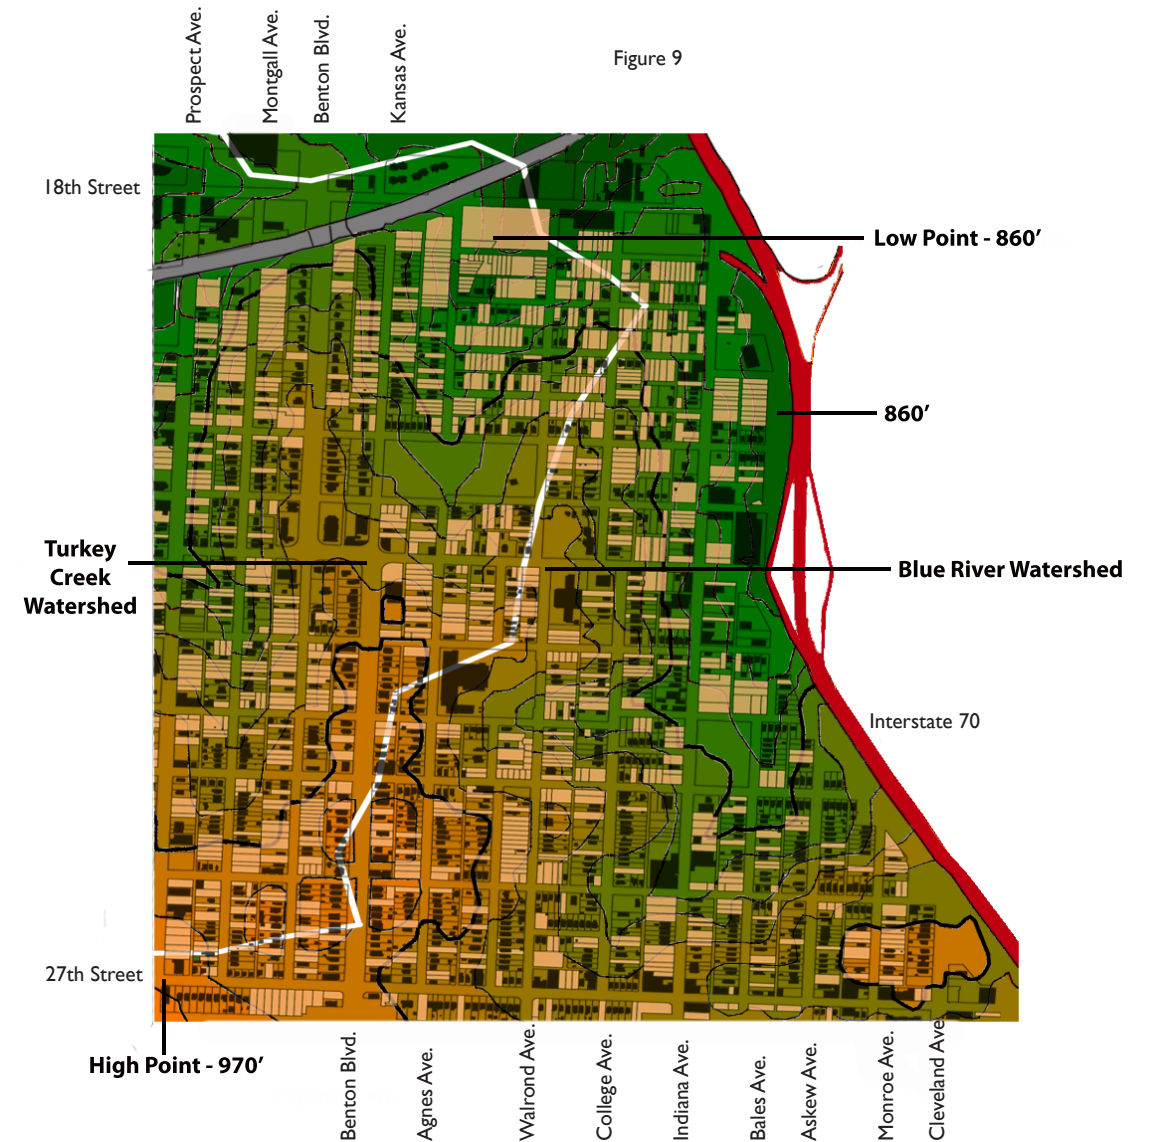 Prospect Ave.
Montgall Ave.
Benton Blvd.
Kansas Ave.
Figure 9
18th Street
Low Point - 860′
860′
Turkey
Creek
Watershed
Blue River Watershed
Interstate 70
27th Street
High Point - 970′
Benton Blvd.
Agnes Ave.
Walrond Ave.
College Ave.
Indiana Ave.
Bales Ave.
Askew Ave.
Monroe Ave.
Cleveland Ave.